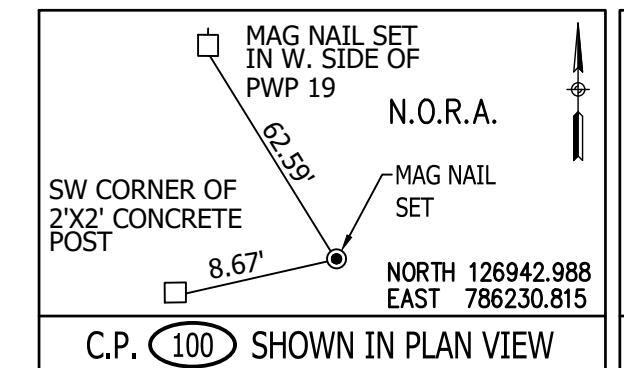 MAG NAIL SET
IN W. SIDE OF
PWP 19
N.O.R.A.
62.59'
MAG NAIL
SET
SW CORNER OF
2'X2' CONCRETE
POST
8.67'
NORTH 126942.988
EAST 786230.815
C.P. 100 SHOWN IN PLAN VIEW